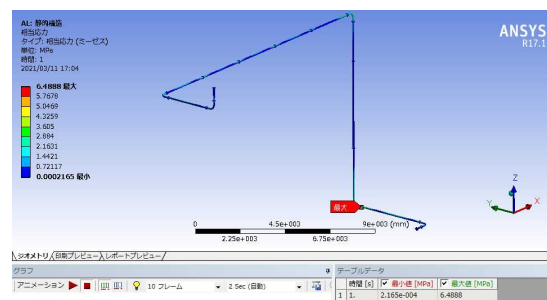 AL: 静的構造
相当応力
タイプ: 相当応力 (ミーゼス)
単位: MPa
時間: 1
2021/03/11 17:04
6.4888 最大
5.7678
5.0469
4.3259
3.605
2.884
2.1631
1.4421
0.72117
0.0002165 最小
ANSYS
R17.1
最大
Z
Y
X
0
4.5e+003
9e+003 (mm)
2.25e+003
6.75e+003
ジオメトリ 印刷プレビュー レポートプレビュー
グラフ
アニメーション
10 フレーム
2 Sec (自動)
テーブルデータ
時間 [s]
最小値 [MPa]
最大値 [MPa]
1
1.
2.165e-004
6.4888